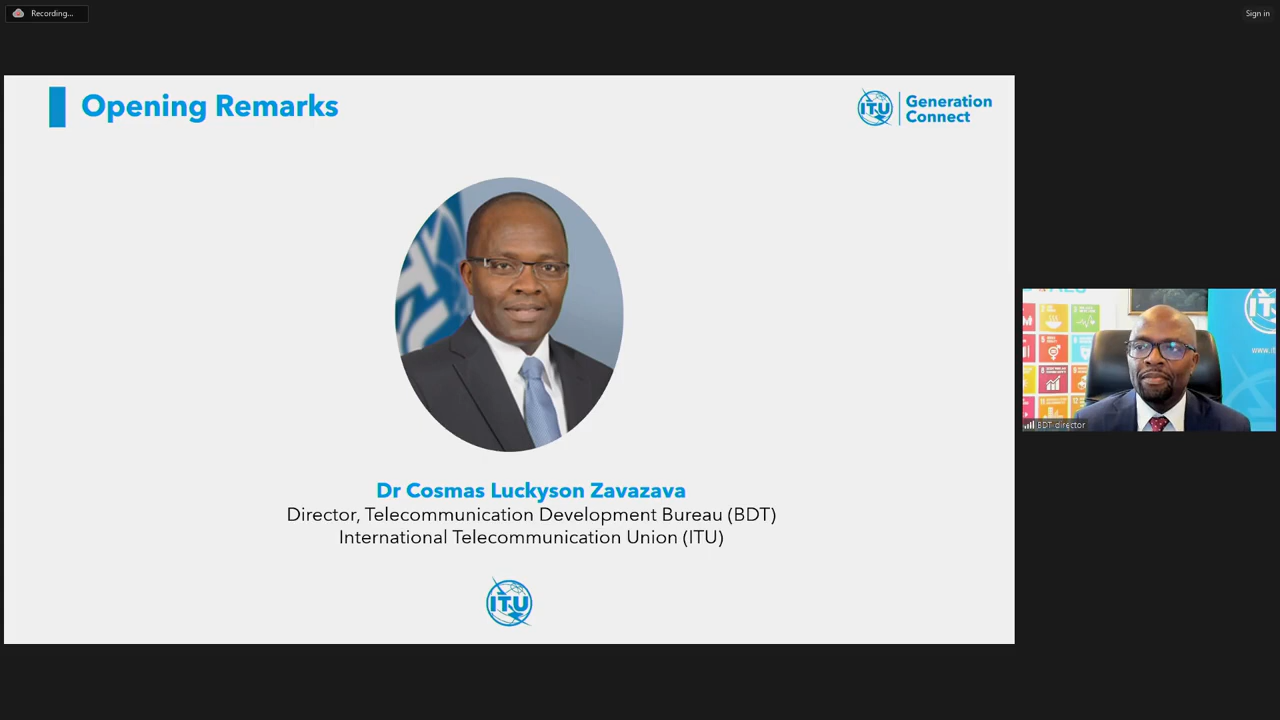 Recording...
Sign in
Opening Remarks
ITU
Generation
Connect
Dr Cosmas Luckyson Zavazava
Director, Telecommunication Development Bureau (BDT)
International Telecommunication Union (ITU)
ITU
BDT director